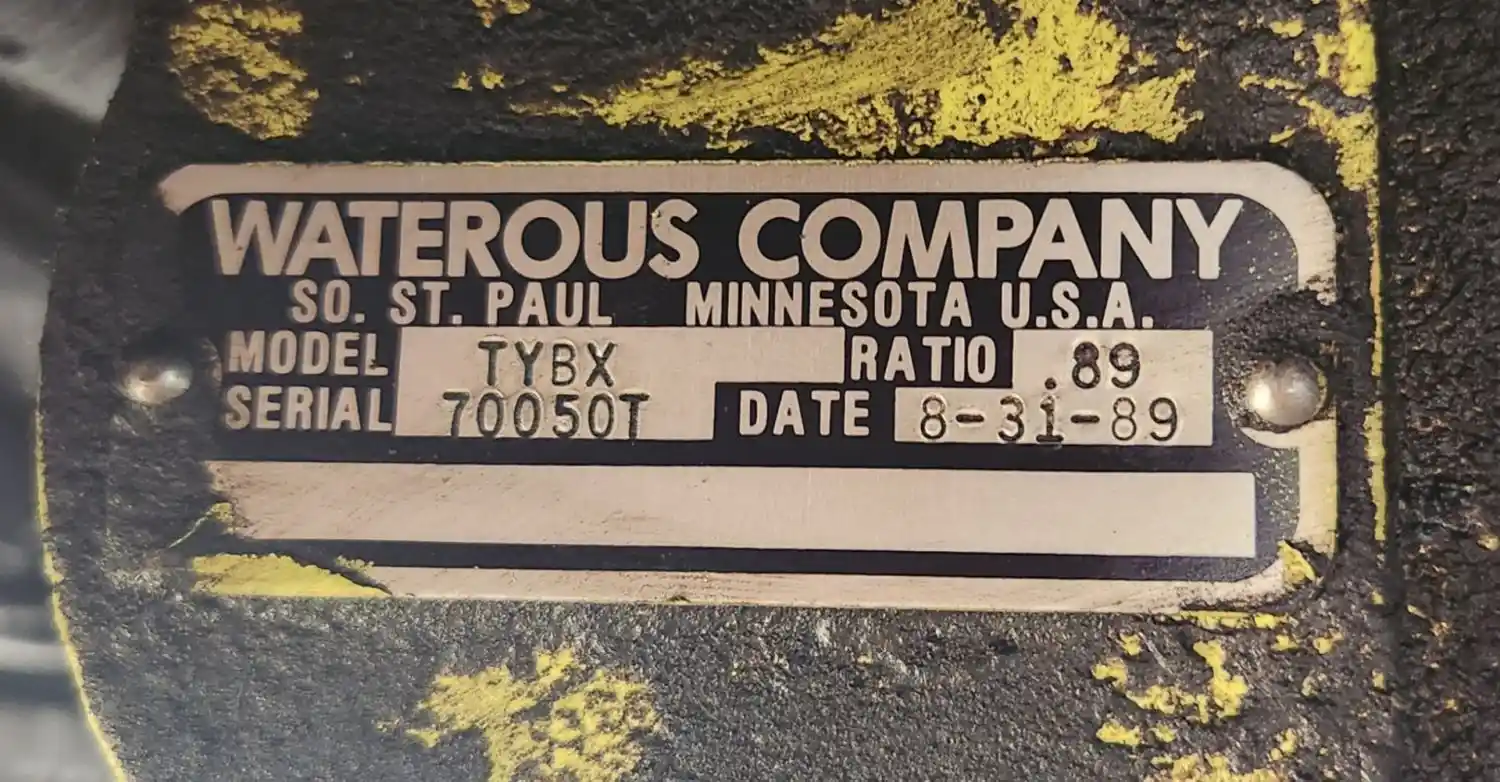 WATEROUS COMPANY
SO. ST. PAUL MINNESOTA U.S.A.
MODEL TYBX RATIO .89
SERIAL 70050T DATE 8-31-89